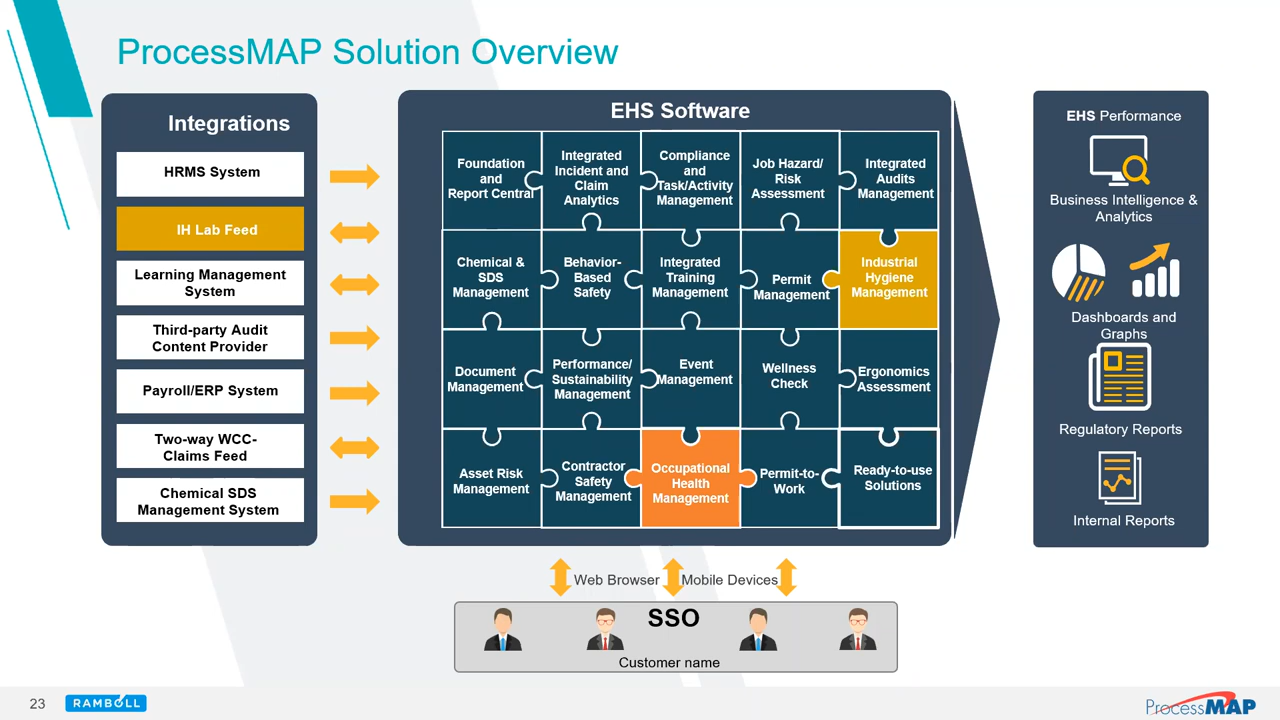 ProcessMAP Solution Overview
Integrations
HRMS System
IH Lab Feed
Learning Management
System
Third-party Audit
Content Provider
Payroll/ERP System
Two-way WCC-
Claims Feed
Chemical SDS
Management System
EHS Software
Foundation
and
Report Central
Integrated
Incident and
Claim
Analytics
Compliance
and
Task/Activity
Management
Job Hazard/
Risk
Assessment
Integrated
Audits
Management
Chemical &
SDS
Management
Behavior-
Based
Safety
Integrated
Training
Management
Permit
Management
Industrial
Hygiene
Management
Document
Management
Performance/
Sustainability
Management
Event
Management
Wellness
Check
Ergonomics
Assessment
Asset Risk
Management
Contractor
Safety
Management
Occupational
Health
Management
Permit-to-
Work
Ready-to-use
Solutions
EHS Performance
Business Intelligence &
Analytics
Dashboards and
Graphs
Regulatory Reports
Internal Reports
Web Browser
Mobile Devices
SSO
Customer name
23
RAMBOLL
ProcessMAP